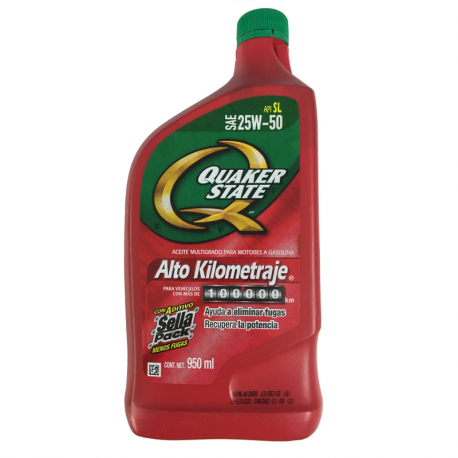 API SL
SAE 25W-50
QUAKER
STATE
ACEITE MULTIGRADO PARA MOTORES A GASOLINA
Alto Kilometraje®
PARA VEHÍCULOS
CON MÁS DE 100000 km
Ayuda a eliminar fugas
Recupera la potencia
CON ADITIVO
Sella
Pack
MENOS FUGAS
CONT. NET. 950 ml